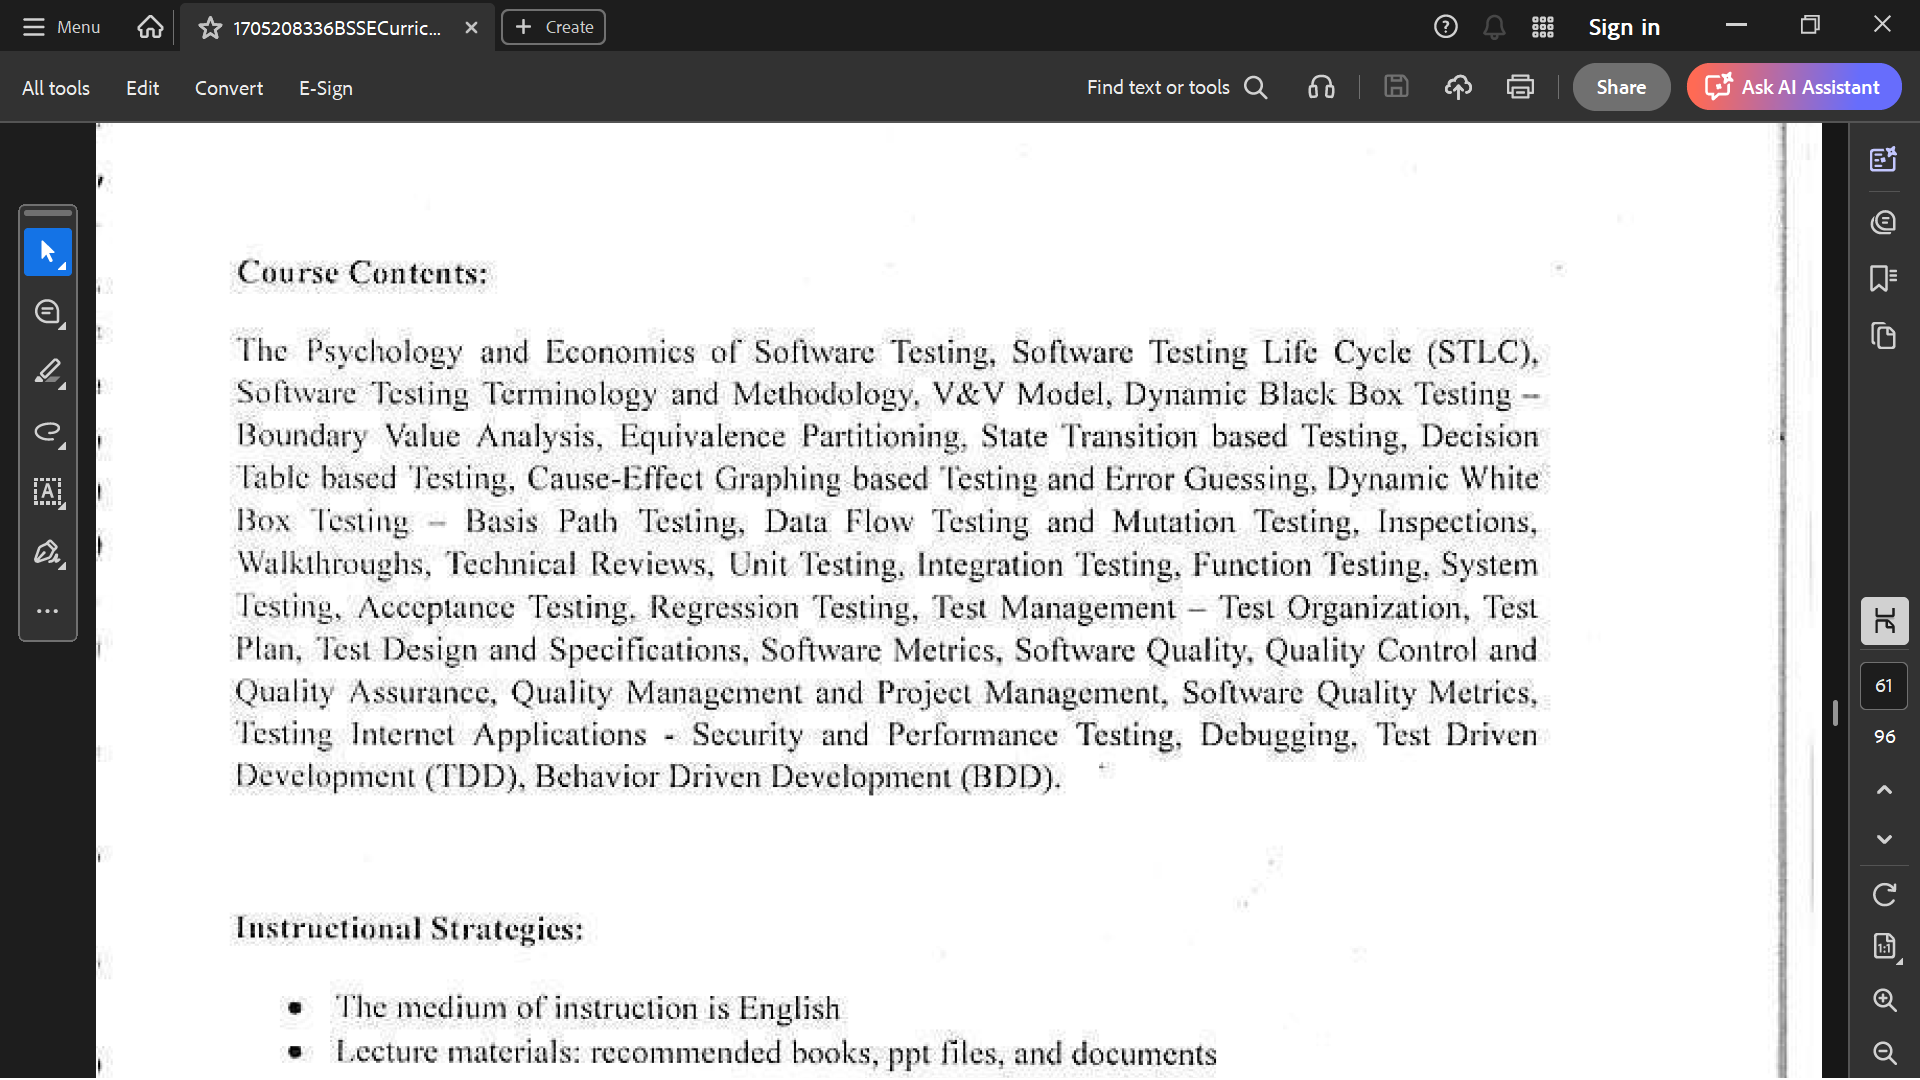 Menu
1705208336BSSECurric...
Create
Sign in
All tools
Edit
Convert
E-Sign
Find text or tools
Share
Ask AI Assistant
Course Contents:
The Psychology and Economics of Software Testing, Software Testing Life Cycle (STLC),
Software Testing Terminology and Methodology, V&V Model, Dynamic Black Box Testing –
Boundary Value Analysis, Equivalence Partitioning, State Transition based Testing, Decision
Table based Testing, Cause-Effect Graphing based Testing and Error Guessing, Dynamic White
Box Testing – Basis Path Testing, Data Flow Testing and Mutation Testing, Inspections,
Walkthroughs, Technical Reviews, Unit Testing, Integration Testing, Function Testing, System
Testing, Acceptance Testing, Regression Testing, Test Management – Test Organization, Test
Plan, Test Design and Specifications, Software Metrics, Software Quality, Quality Control and
Quality Assurance, Quality Management and Project Management, Software Quality Metrics,
Testing Internet Applications - Security and Performance Testing, Debugging, Test Driven
Development (TDD), Behavior Driven Development (BDD).
Instructional Strategies:
• The medium of instruction is English
• Lecture materials: recommended books, ppt files, and documents
61
96
1:1